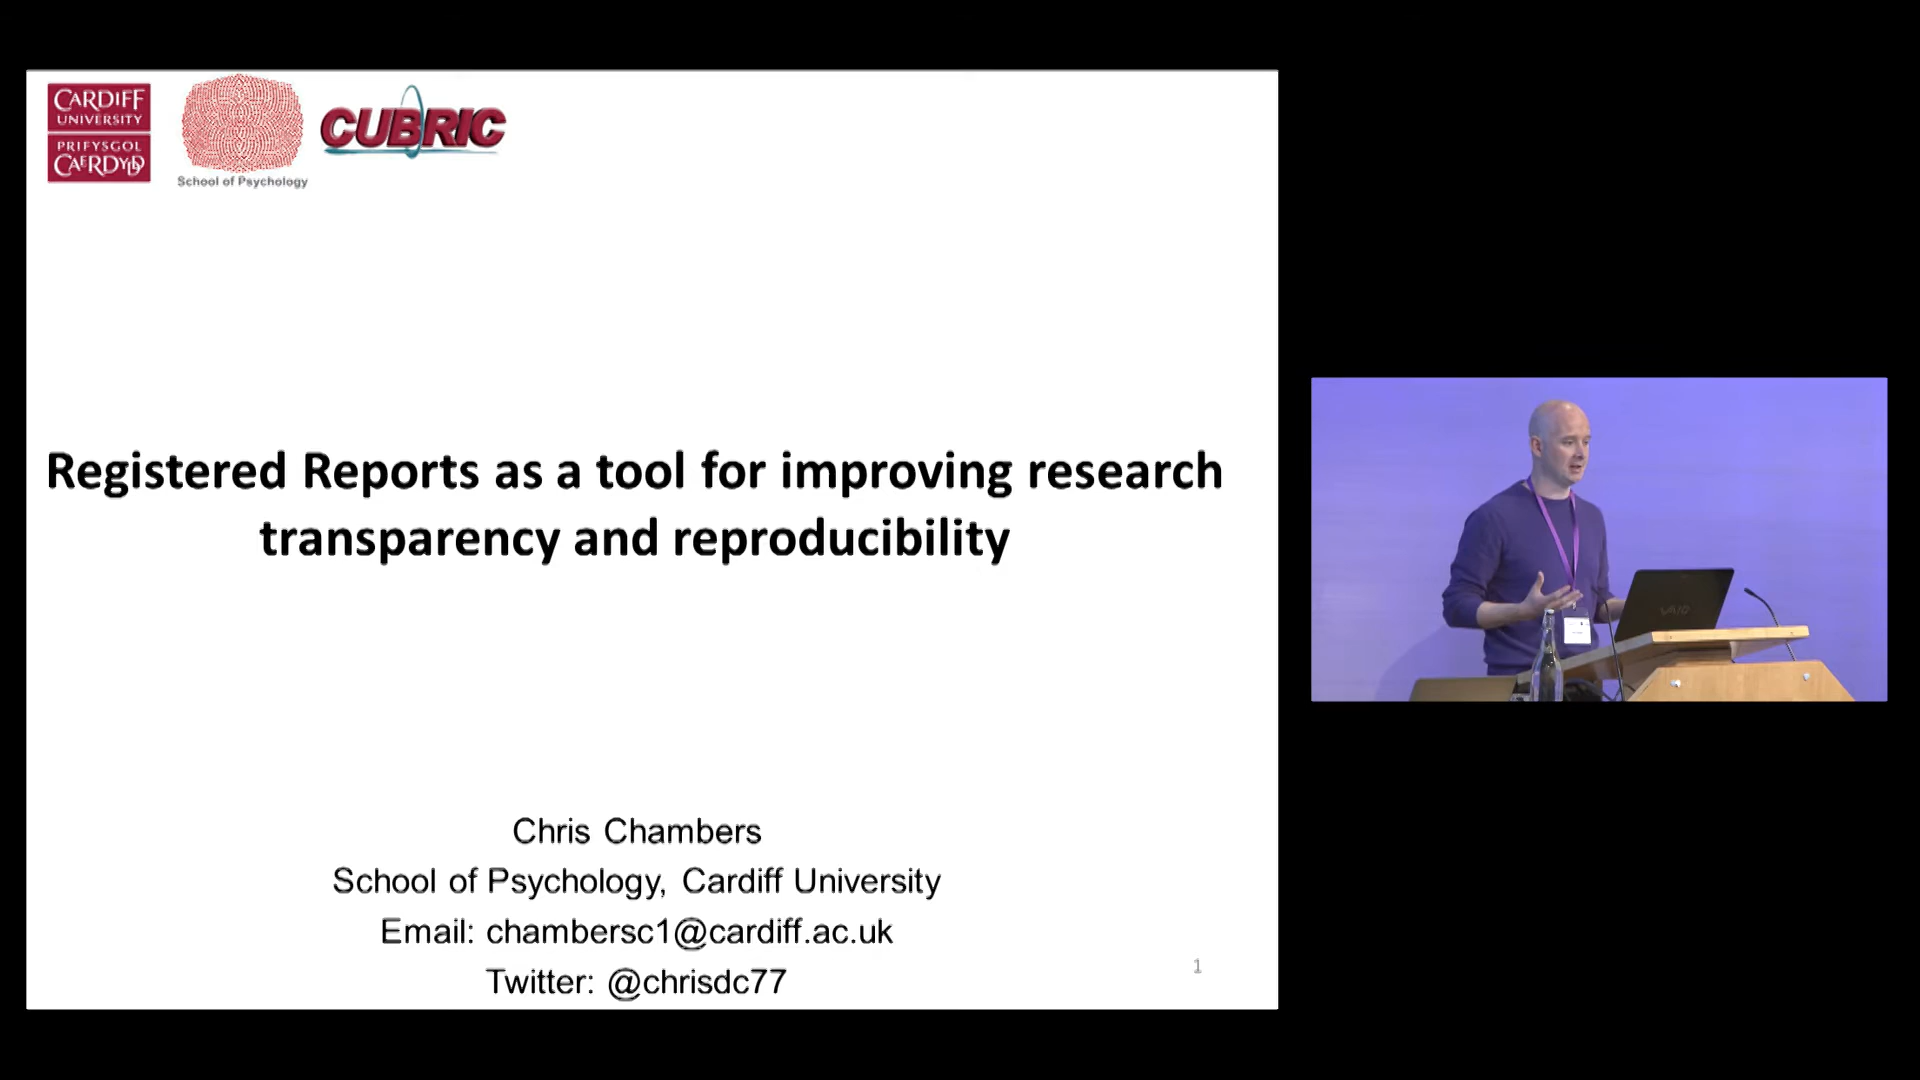 CARDIFF
UNIVERSITY
PRIFYSGOL
CAERDYDD
School of Psychology
CUBRIC
Registered Reports as a tool for improving research
transparency and reproducibility
Chris Chambers
School of Psychology, Cardiff University
Email: chambersc1@cardiff.ac.uk
Twitter: @chrisdc77
1
VAIO